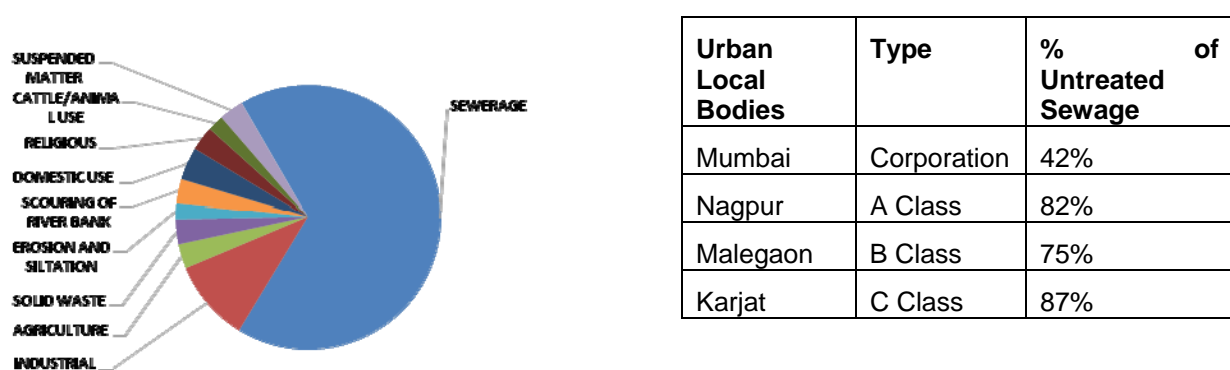 SUSPENDED
MATTER
CATTLE/ANIMA
L USE
RELIGIOUS
DOMESTIC USE
SCOURING OF
RIVER BANK
EROSION AND
SILTATION
SOLID WASTE
AGRICULTURE
INDUSTRIAL
SEWERAGE
Urban Local Bodies Type % of Untreated Sewage
Mumbai Corporation 42%
Nagpur A Class 82%
Malegaon B Class 75%
Karjat C Class 87%